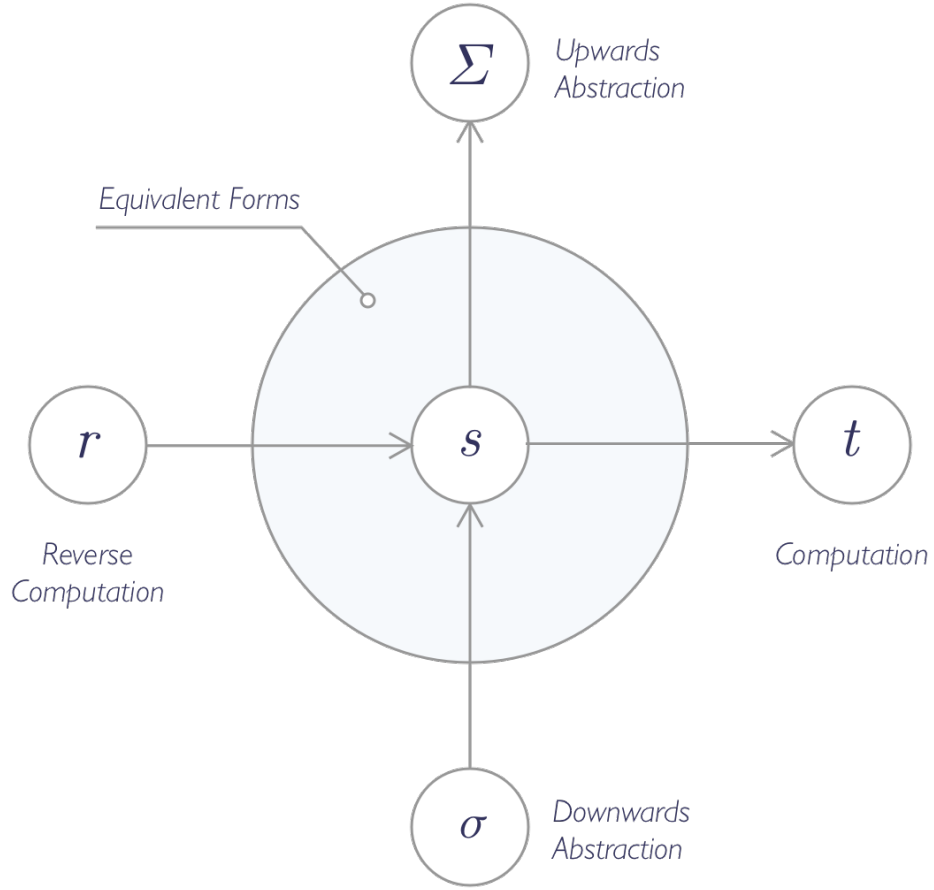 Σ
Upwards
Abstraction
Equivalent Forms
r
s
t
Reverse
Computation
Computation
σ
Downwards
Abstraction